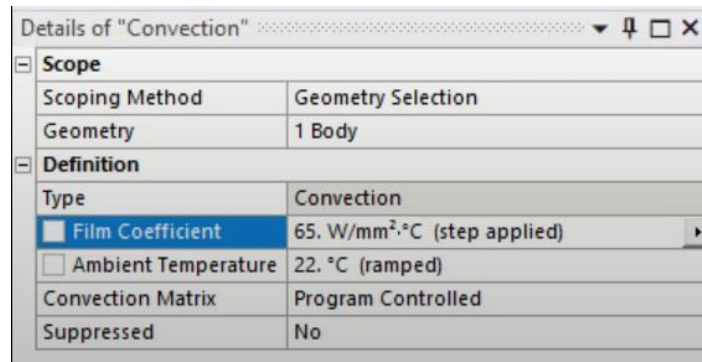 Details of "Convection"
Scope
Scoping Method Geometry Selection
Geometry 1 Body
Definition
Type Convection
Film Coefficient 65. W/mm²·°C (step applied)
Ambient Temperature 22. °C (ramped)
Convection Matrix Program Controlled
Suppressed No